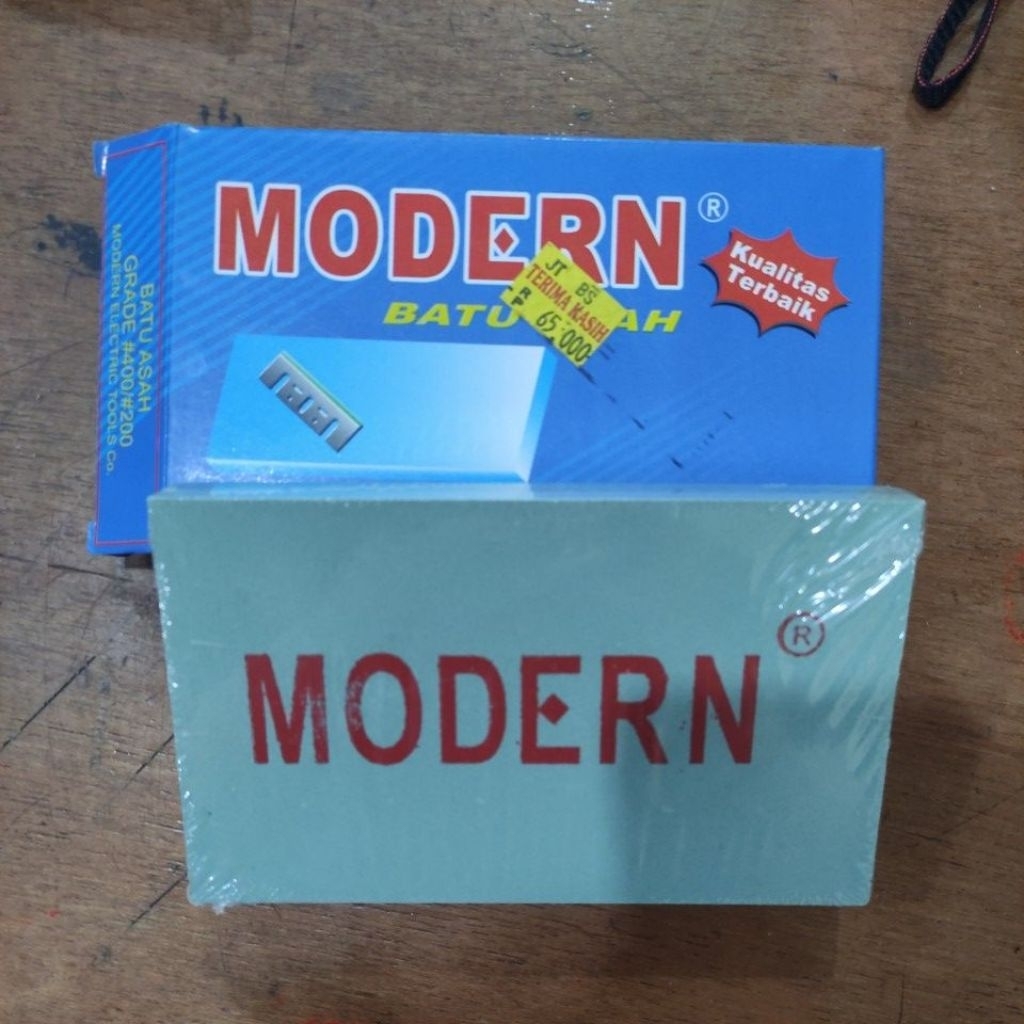 MODERN ®
BATU ASAH
Kualitas
Terbaik
JT BS
TERIMA KASIH
RP 65.000
BATU ASAH
GRADE. #400/#200
MODERN ELECTRIC TOOLS Co.
MODERN ®